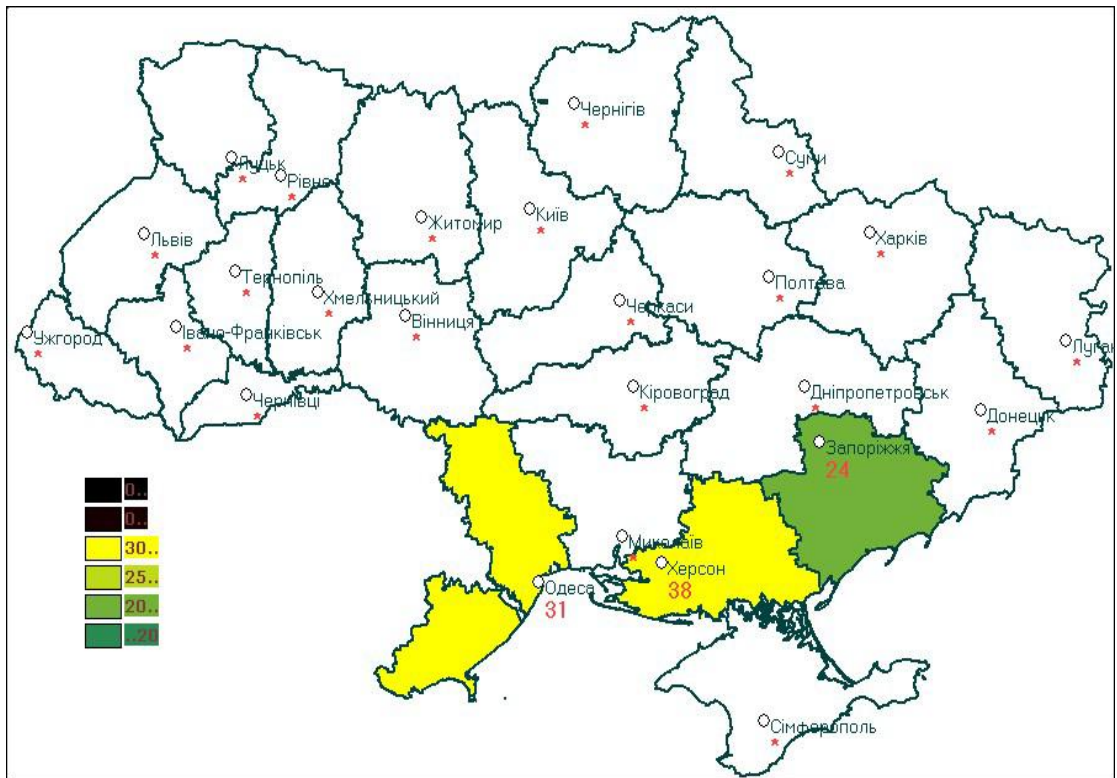 Чернігів
*
Суми
*
Луцьк
*
Рівне
*
Київ
*
Житомир
*
Харків
*
Львів
*
Тернопіль
*
Полтава
*
Хмельницький
*
Черкаси
*
Вінниця
*
Ужгород
*
Івано-Франківськ
*
Луган
*
Чернівці
*
Кіровоград
*
Дніпропетровськ
*
Донецьк
*
Запоріжжя
24
0..
0..
30..
25..
20..
..20
Миколаїв
*
Херсон
38
Одеса
31
Сімферополь
*